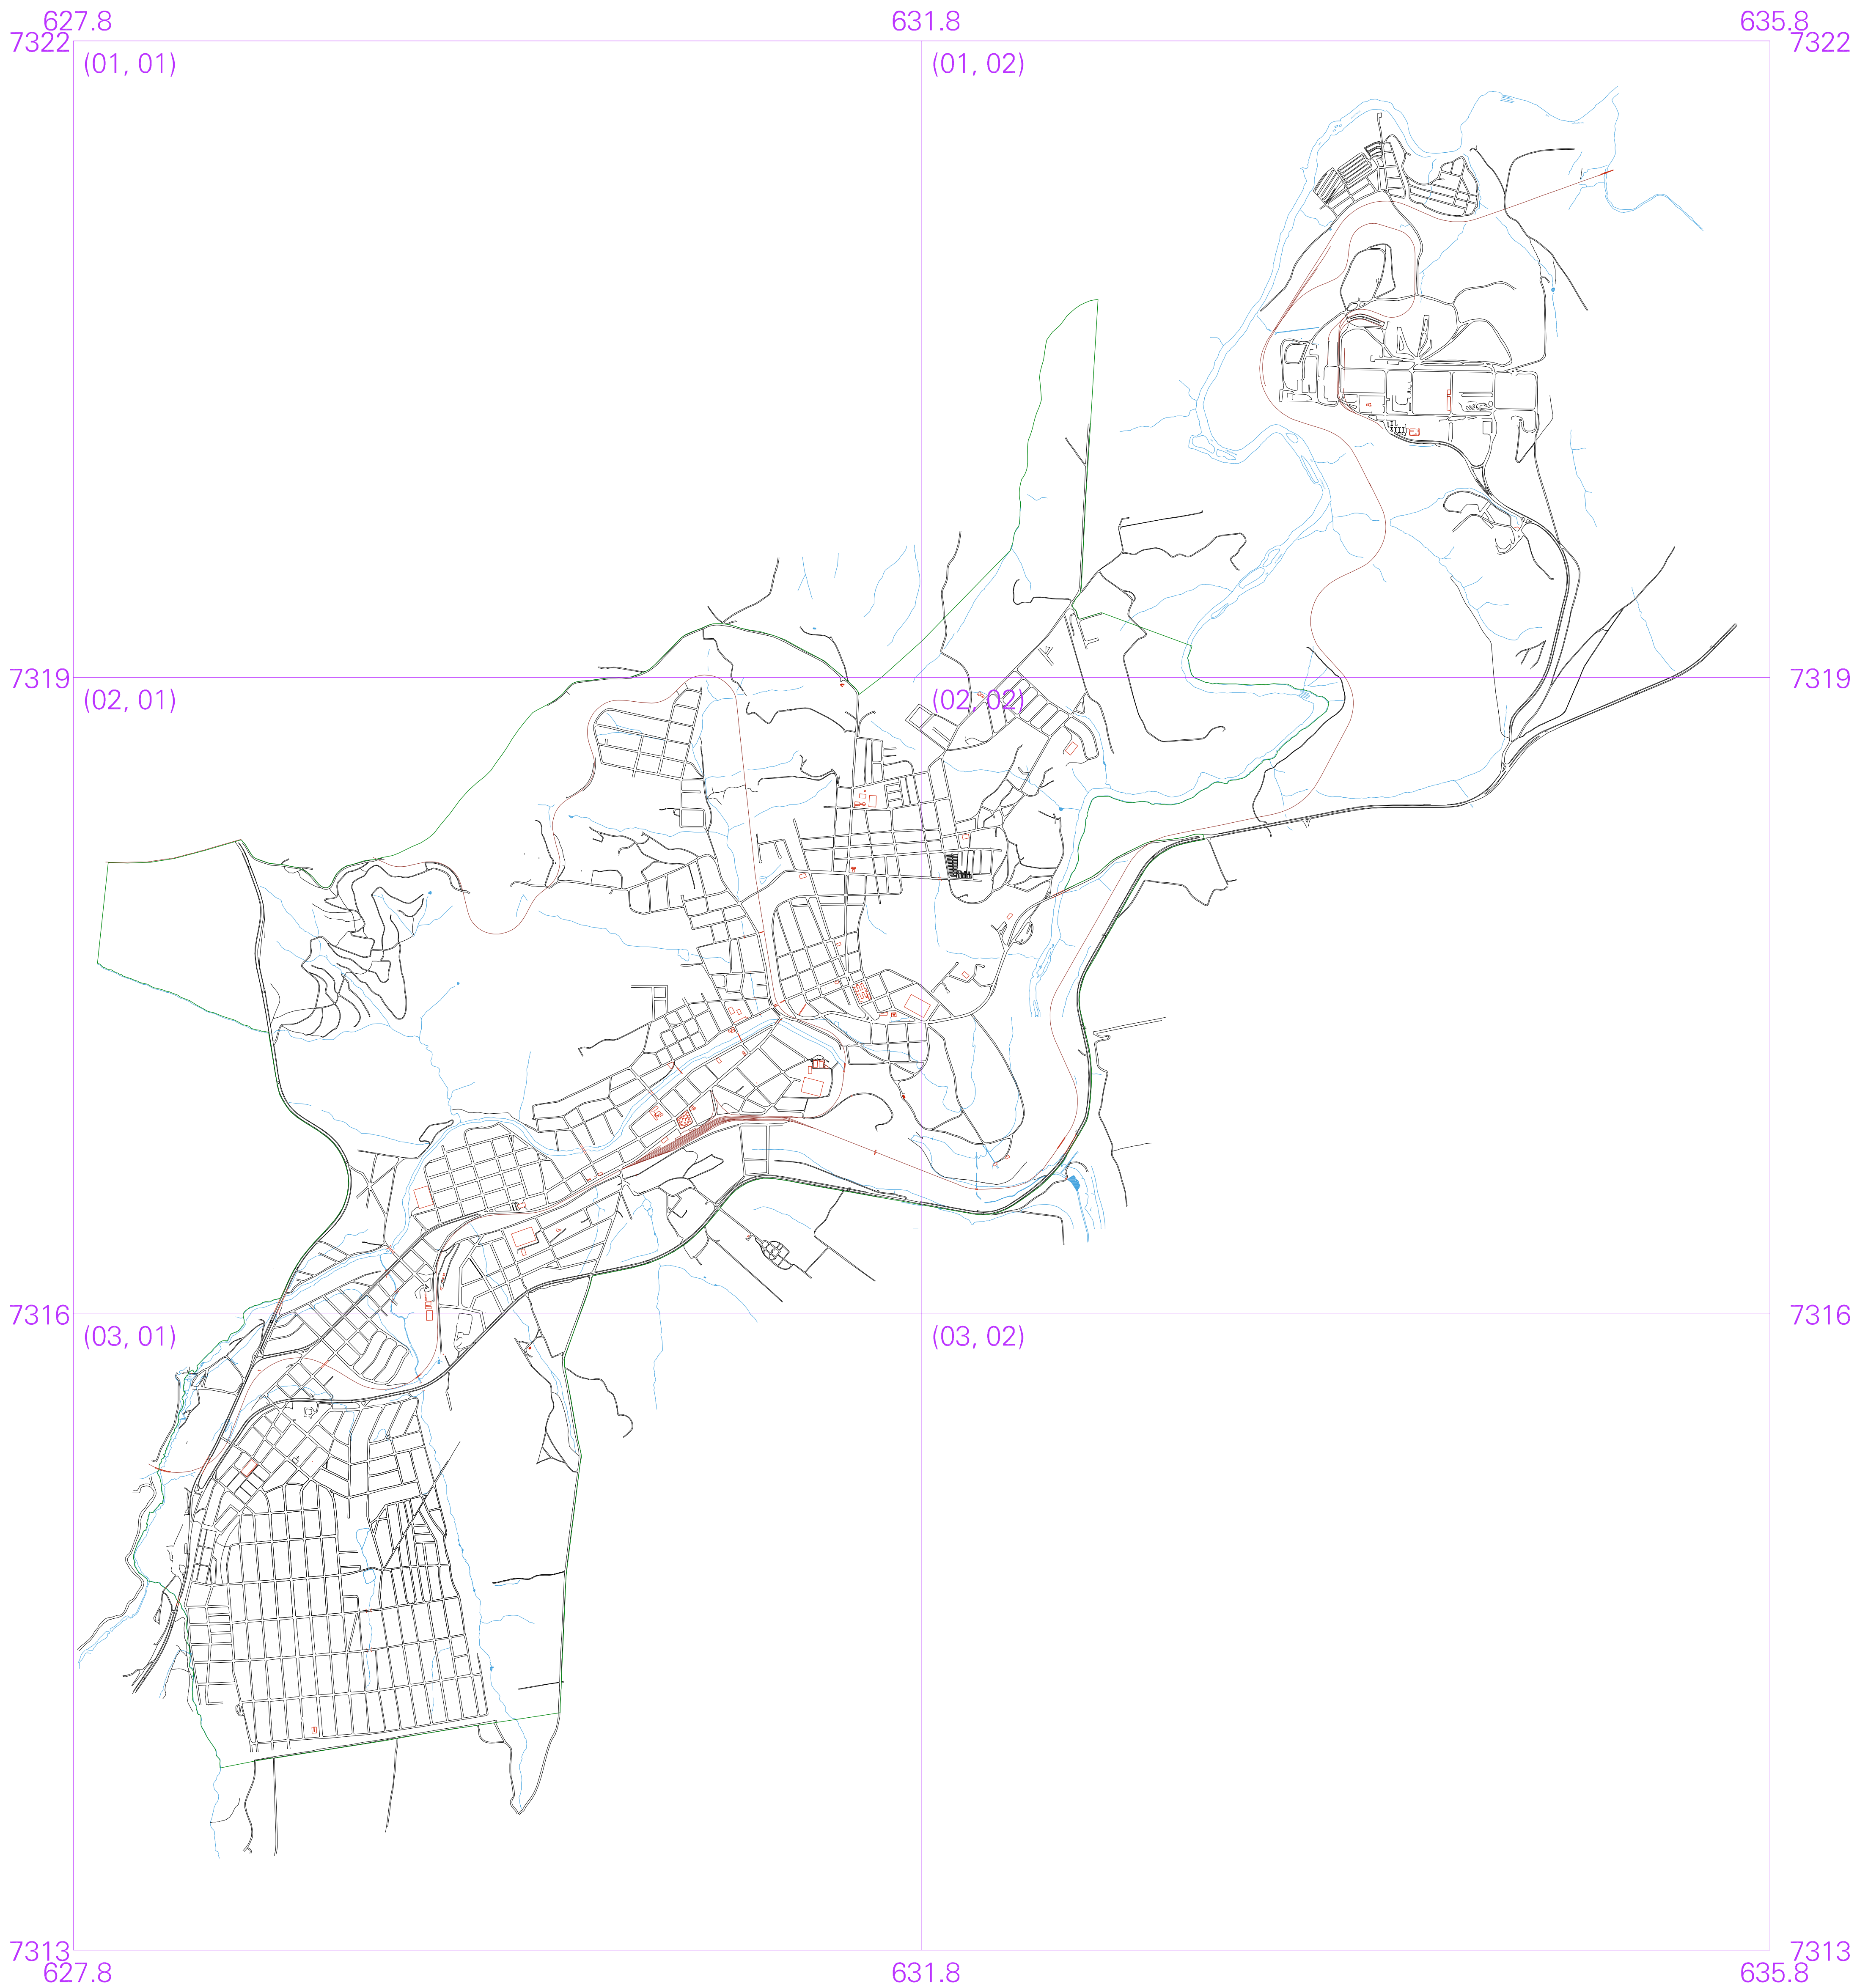 627.8 631.8 635.8
7322 7322
(01, 01) (01, 02)
7319 7319
(02, 01) (02, 02)
7316 7316
(03, 01) (03, 02)
7313 7313
627.8 631.8 635.8